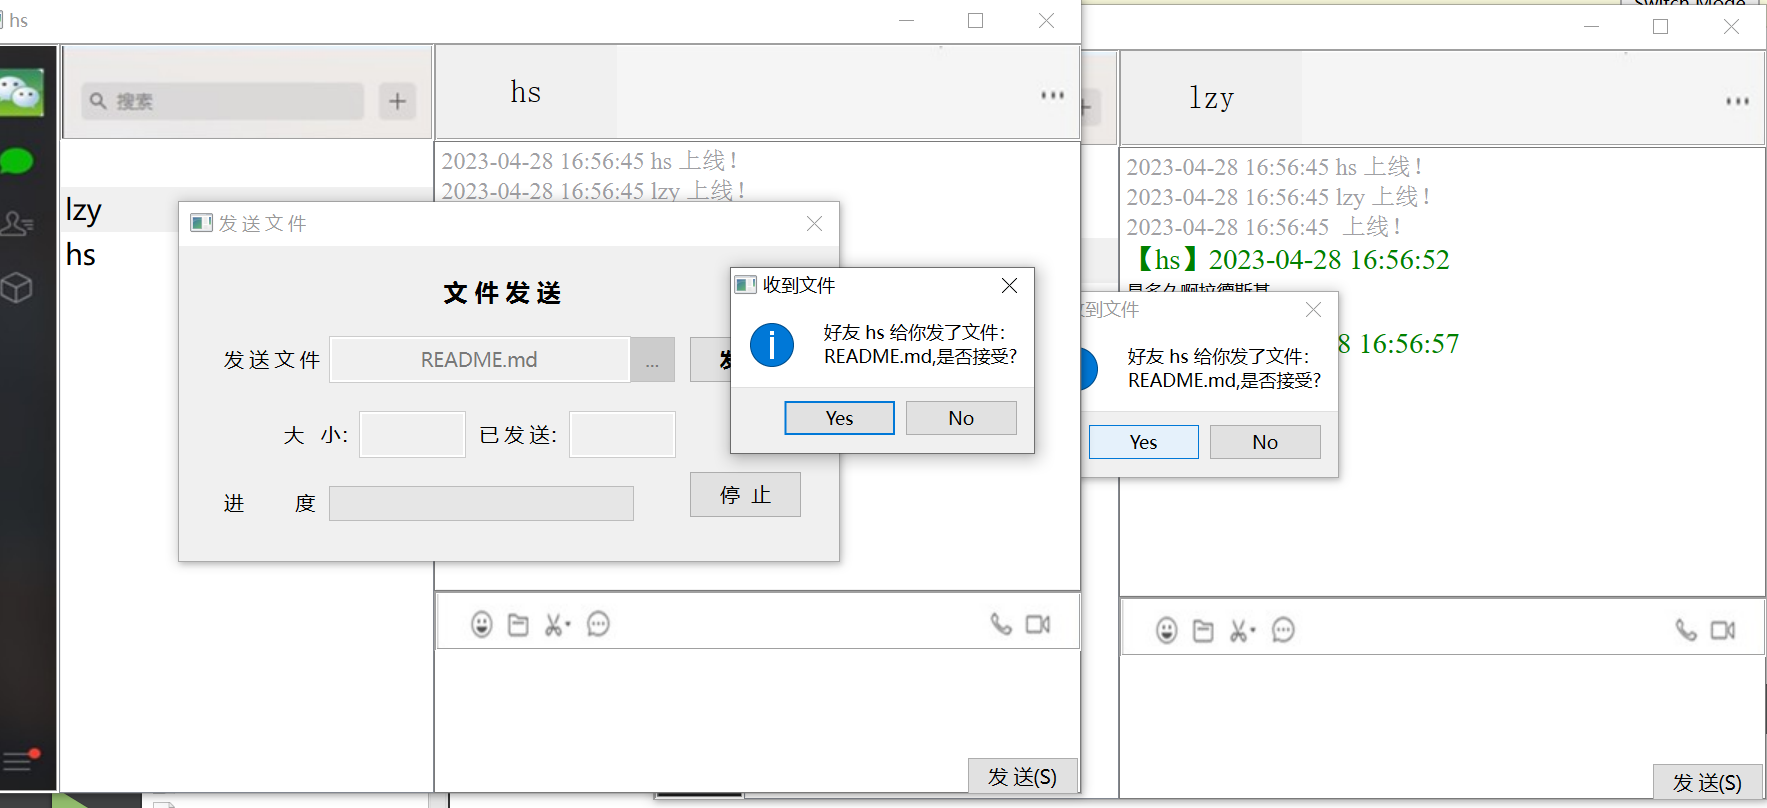 hs
Switch Mode
搜索
hs
lzy
2023-04-28 16:56:45 hs 上线！
2023-04-28 16:56:45 lzy 上线！
2023-04-28 16:56:45 hs 上线！
2023-04-28 16:56:45 lzy 上线！
2023-04-28 16:56:45  上线！
【hs】2023-04-28 16:56:52
8 16:56:57
lzy
hs
发送文件
文件发送
发送文件
README.md
...
发
大 小:
已发送:
进 度
停 止
收到文件
好友 hs 给你发了文件:
README.md,是否接受?
Yes
No
到文件
好友 hs 给你发了文件:
README.md,是否接受?
Yes
No
发 送(S)
发 送(S)